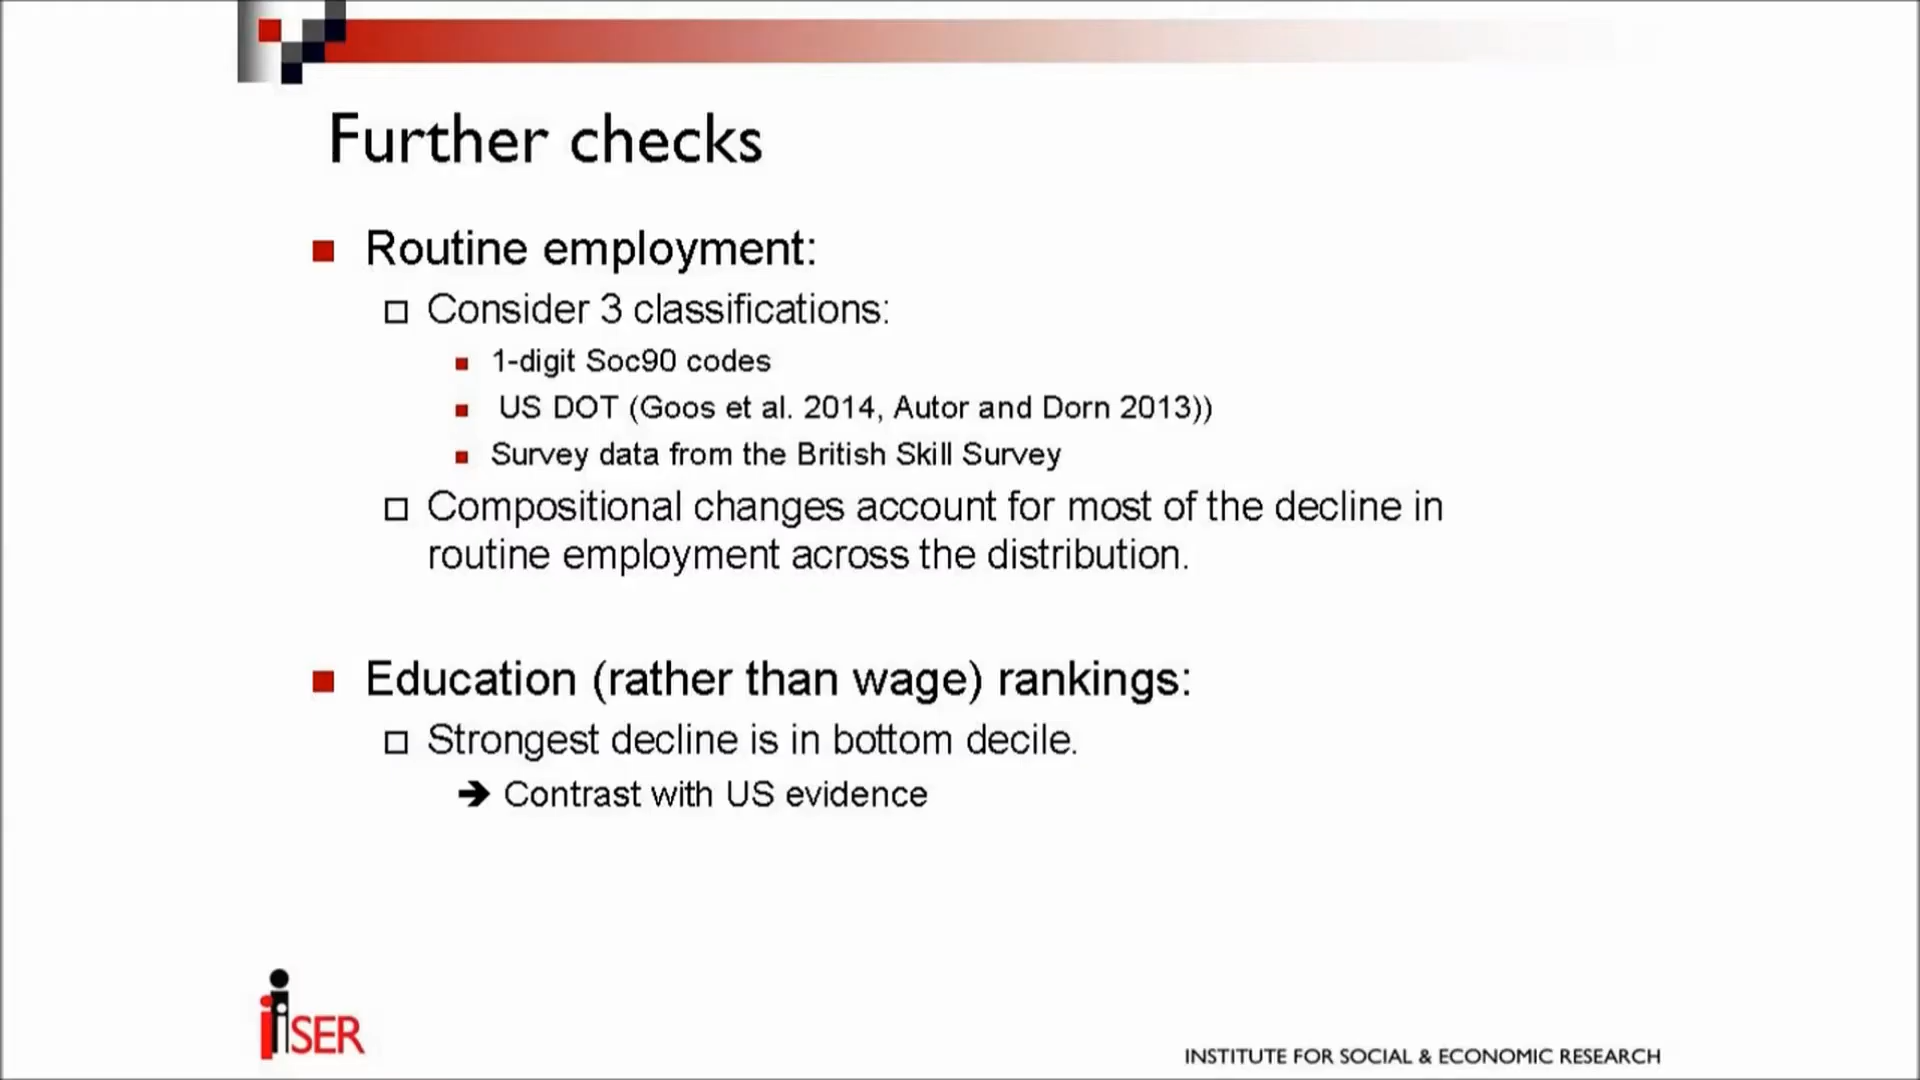 Further checks
Routine employment:
Consider 3 classifications:
1-digit Soc90 codes
US DOT (Goos et al. 2014, Autor and Dorn 2013))
Survey data from the British Skill Survey
Compositional changes account for most of the decline in
routine employment across the distribution.
Education (rather than wage) rankings:
Strongest decline is in bottom decile.
➔ Contrast with US evidence
iiSER
INSTITUTE FOR SOCIAL & ECONOMIC RESEARCH